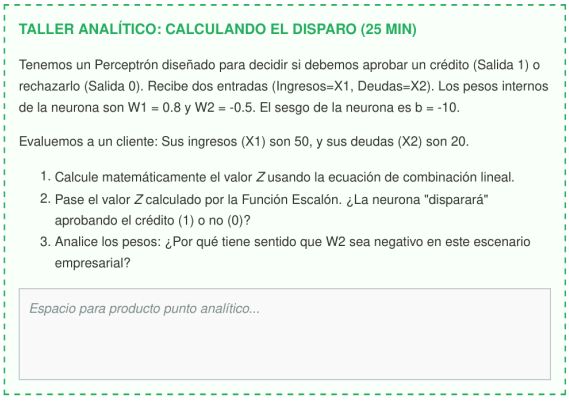 TALLER ANALÍTICO: CALCULANDO EL DISPARO (25 MIN)
Tenemos un Perceptrón diseñado para decidir si debemos aprobar un crédito (Salida 1) o
rechazarlo (Salida 0). Recibe dos entradas (Ingresos=X1, Deudas=X2). Los pesos internos
de la neurona son W1 = 0.8 y W2 = -0.5. El sesgo de la neurona es b = -10.
Evaluemos a un cliente: Sus ingresos (X1) son 50, y sus deudas (X2) son 20.
1. Calcule matemáticamente el valor Z usando la ecuación de combinación lineal.
2. Pase el valor Z calculado por la Función Escalón. ¿La neurona "disparará"
aprobando el crédito (1) o no (0)?
3. Analice los pesos: ¿Por qué tiene sentido que W2 sea negativo en este escenario
empresarial?
Espacio para producto punto analítico...